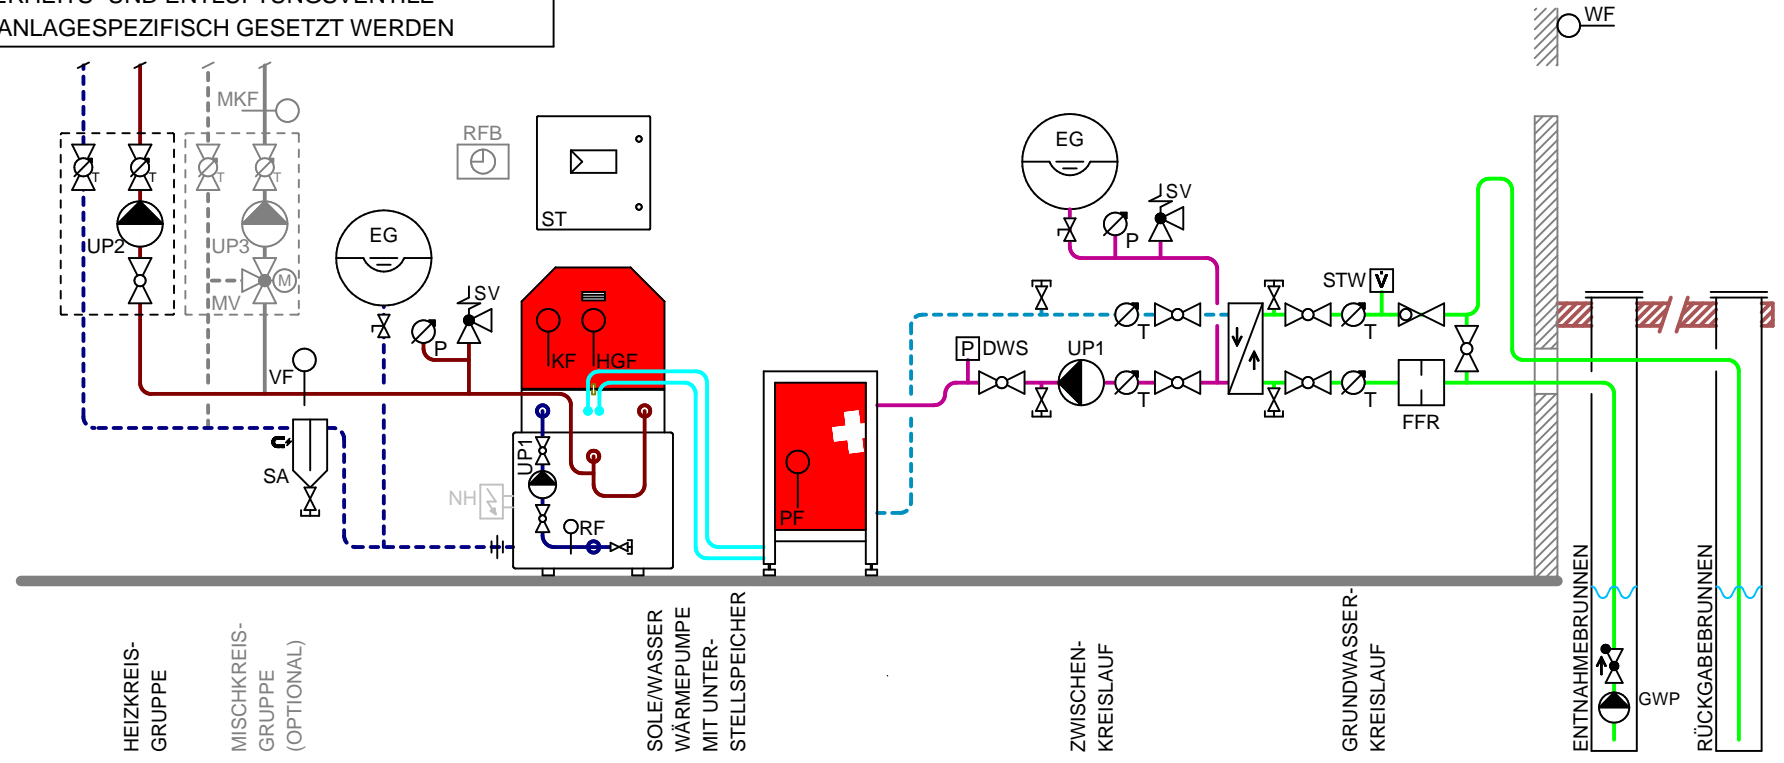 ANLAGESPEZIFISCH GESETZT WERDEN
WF
MKF
RFB
EG
SV
P
T
T
T
T
ST
UP2
UP3
M
MV
EG
SV
P
KF
HGF
VF
SA
UP1
NH
RF
PF
P
DWS
UP1
T
T
STW
V̇
T
T
FFR
GWP
HEIZKREIS-
GRUPPE
MISCHKREIS-
GRUPPE
(OPTIONAL)
SOLE/WASSER
WÄRMEPUMPE
MIT UNTER-
STELLSPEICHER
ZWISCHEN-
KREISLAUF
GRUNDWASSER-
KREISLAUF
ENTNAHMEBRUNNEN
RÜCKGABEBRUNNEN